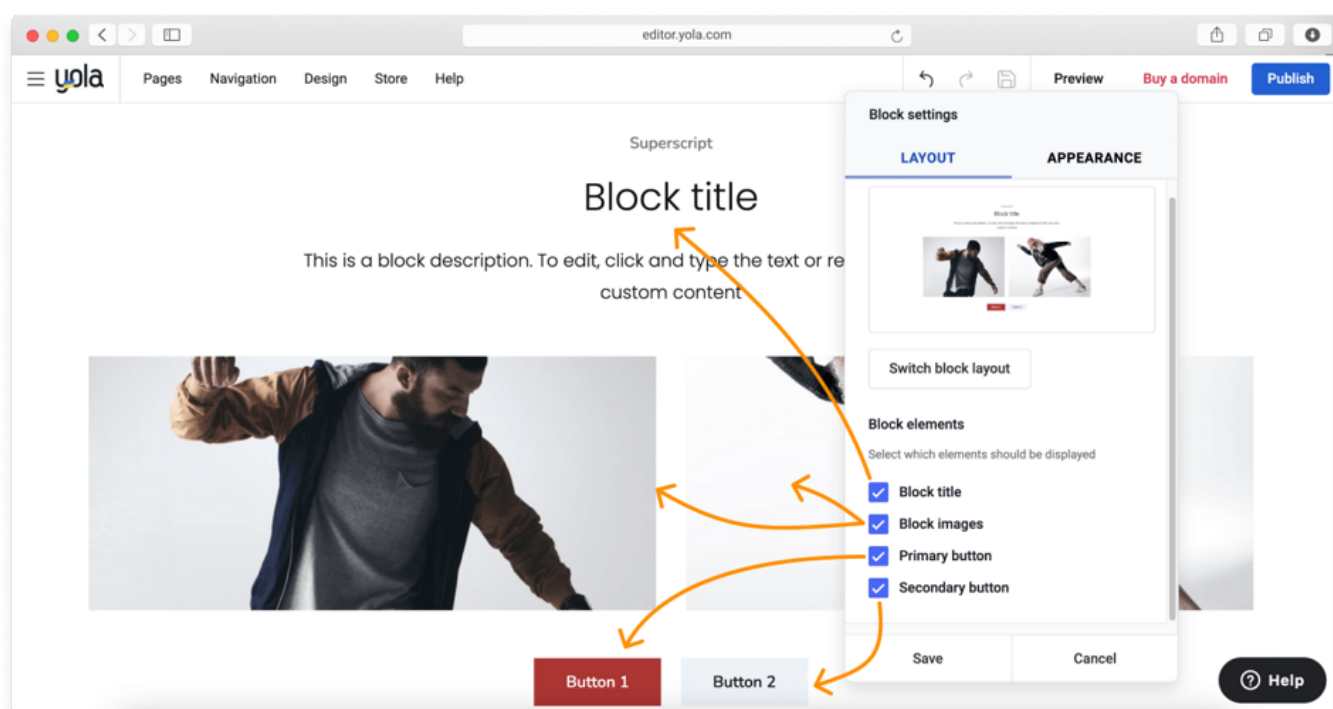 editor.yola.com
yola
Pages Navigation Design Store Help
Preview Buy a domain Publish
Superscript
Block title
This is a block description. To edit, click and type the text or re
custom content
Button 1 Button 2
Block settings
LAYOUT APPEARANCE
Block title
Switch block layout
Block elements
Select which elements should be displayed
Block title
Block images
Primary button
Secondary button
Save Cancel
Help